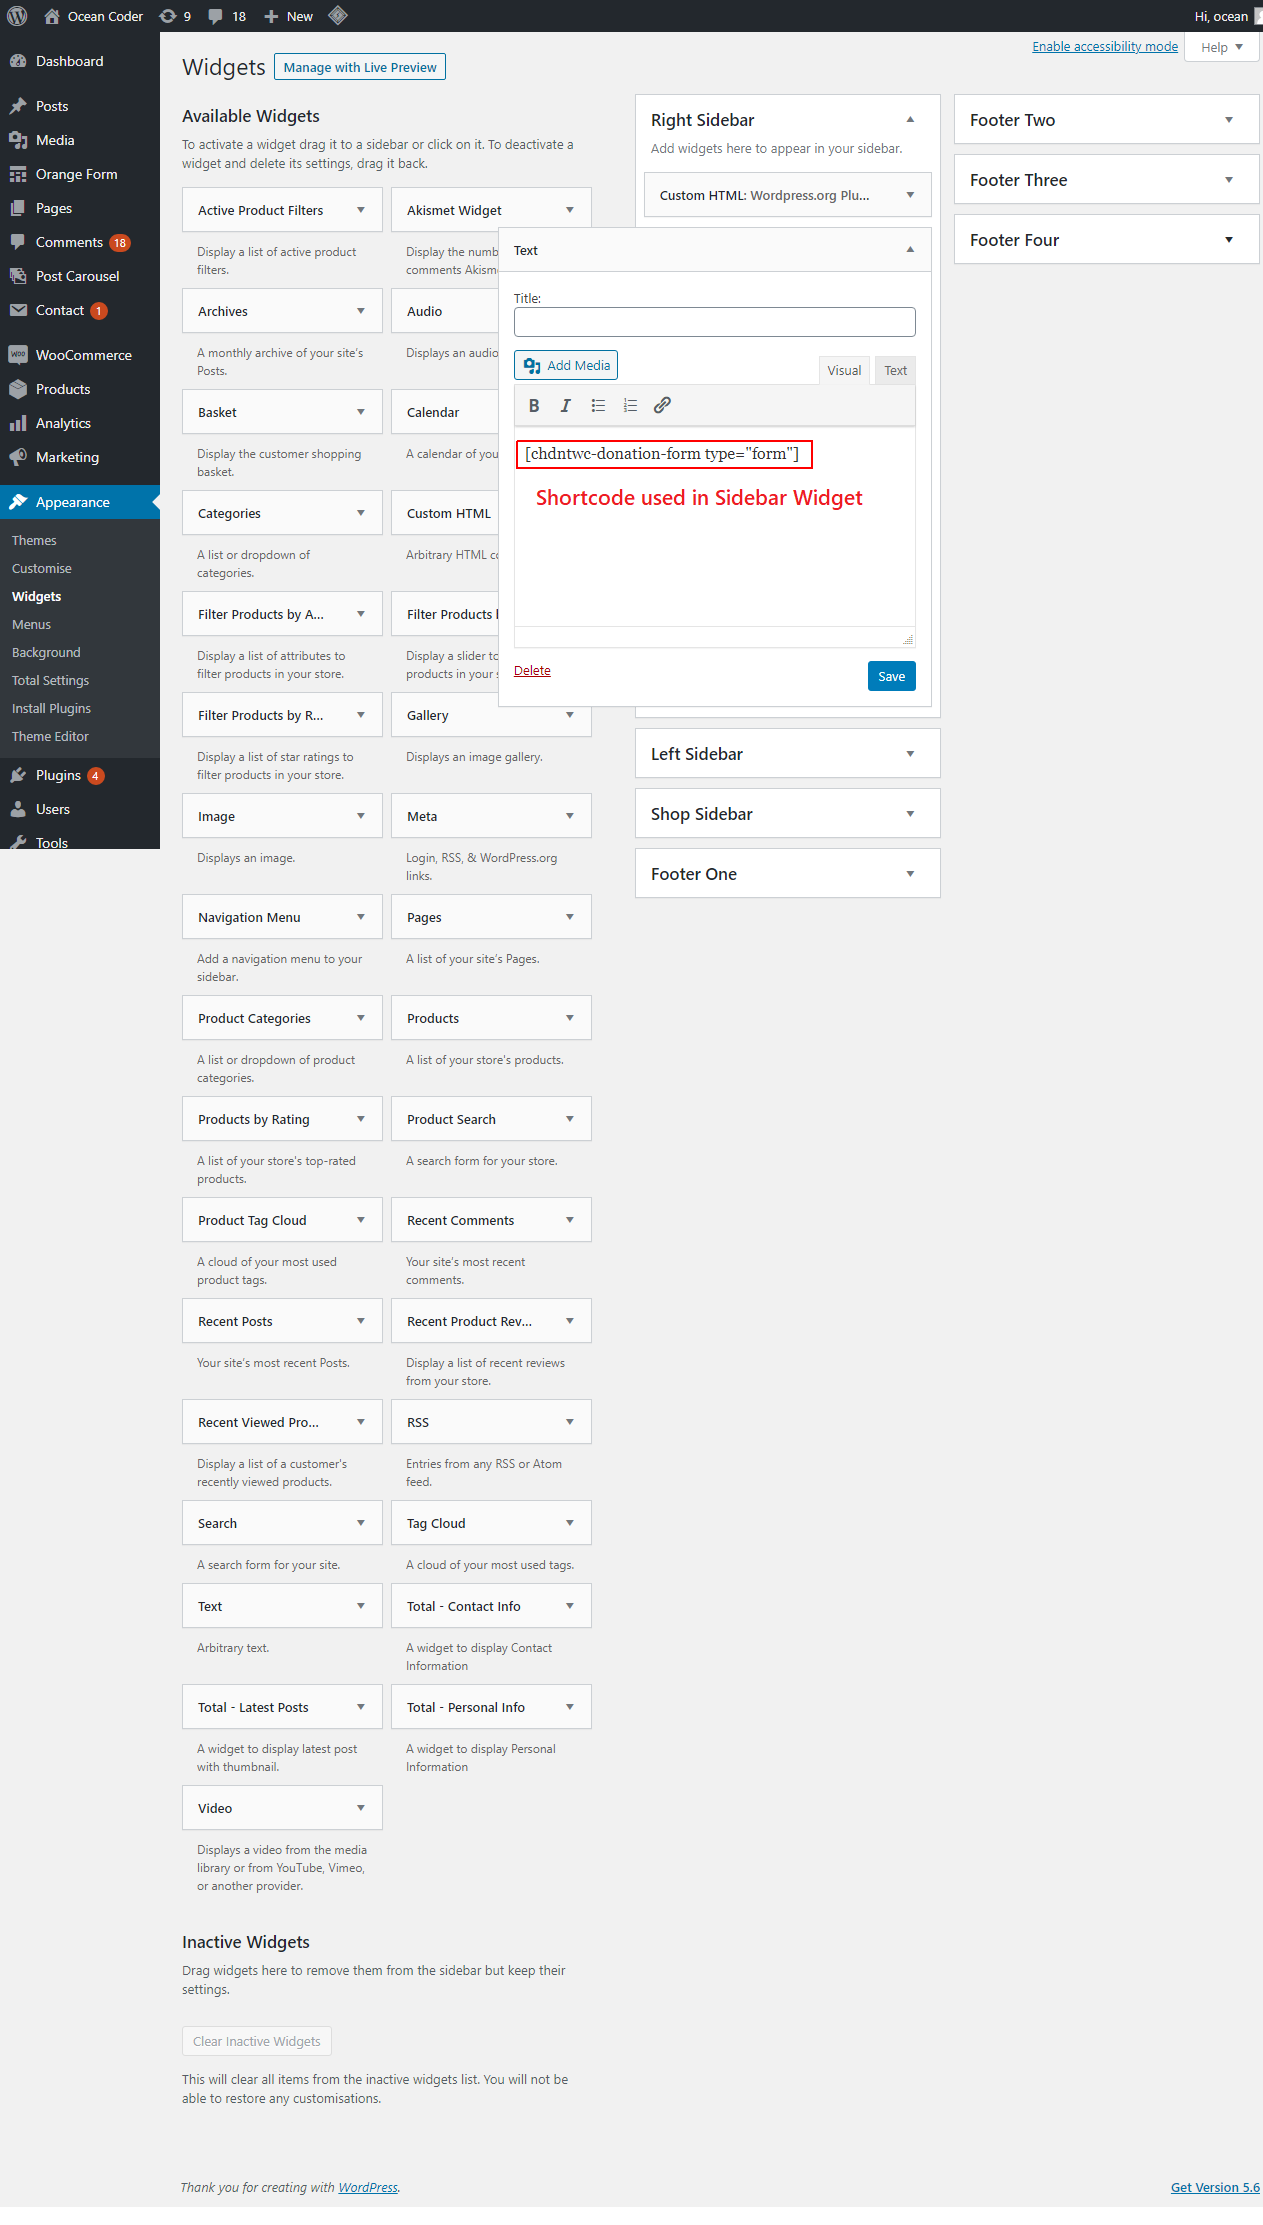 Ocean Coder 9 18 New Hi, ocean
Dashboard
Posts
Media
Orange Form
Pages
Comments 18
Post Carousel
Contact 1
WooCommerce
Products
Analytics
Marketing
Appearance
Themes
Customise
Widgets
Menus
Background
Total Settings
Install Plugins
Theme Editor
Plugins 4
Users
Tools
Enable accessibility mode Help
Widgets Manage with Live Preview
Available Widgets
To activate a widget drag it to a sidebar or click on it. To deactivate a
widget and delete its settings, drag it back.
Active Product Filters
Display a list of active product
filters.
Akismet Widget
Display the numb
comments Akism
Archives
A monthly archive of your site's
Posts.
Audio
Displays an audio
Basket
Display the customer shopping
basket.
Calendar
A calendar of you
Categories
A list or dropdown of
categories.
Custom HTML
Arbitrary HTML co
Filter Products by A...
Display a list of attributes to
filter products in your store.
Filter Products
Display a slider to
products in your
Filter Products by R...
Display a list of star ratings to
filter products in your store.
Gallery
Displays an image gallery.
Image
Displays an image.
Meta
Login, RSS, & WordPress.org
links.
Navigation Menu
Add a navigation menu to your
sidebar.
Pages
A list of your site's Pages.
Product Categories
A list or dropdown of product
categories.
Products
A list of your store's products.
Products by Rating
A list of your store's top-rated
products.
Product Search
A search form for your store.
Product Tag Cloud
A cloud of your most used
product tags.
Recent Comments
Your site's most recent
comments.
Recent Posts
Your site's most recent Posts.
Recent Product Rev...
Display a list of recent reviews
from your store.
Recent Viewed Pro...
Display a list of a customer's
recently viewed products.
RSS
Entries from any RSS or Atom
feed.
Search
A search form for your site.
Tag Cloud
A cloud of your most used tags.
Text
Arbitrary text.
Total - Contact Info
A widget to display Contact
Information
Total - Latest Posts
A widget to display latest post
with thumbnail.
Total - Personal Info
A widget to display Personal
Information
Video
Displays a video from the media
library or from YouTube, Vimeo,
or another provider.
Right Sidebar
Add widgets here to appear in your sidebar.
Custom HTML: Wordpress.org Plu...
Text
Title:
Add Media Visual Text
B I
[chdntwc-donation-form type="form"]
Shortcode used in Sidebar Widget
Delete Save
Left Sidebar
Shop Sidebar
Footer One
Footer Two
Footer Three
Footer Four
Inactive Widgets
Drag widgets here to remove them from the sidebar but keep their
settings.
Clear Inactive Widgets
This will clear all items from the inactive widgets list. You will not be
able to restore any customisations.
Thank you for creating with WordPress. Get Version 5.6